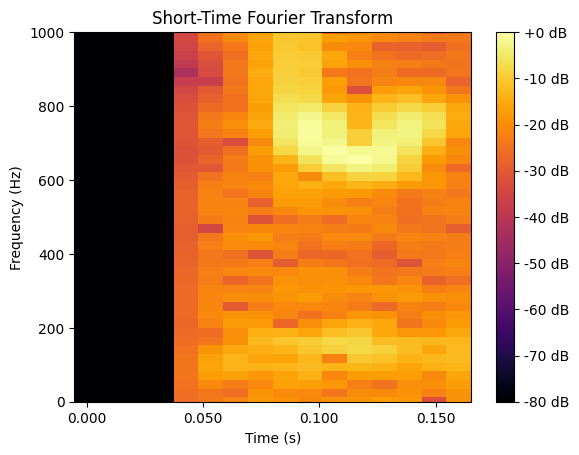 Short-Time Fourier Transform
1000
800
600
400
200
0
Frequency (Hz)
0.000
0.050
0.100
0.150
Time (s)
+0 dB
-10 dB
-20 dB
-30 dB
-40 dB
-50 dB
-60 dB
-70 dB
-80 dB